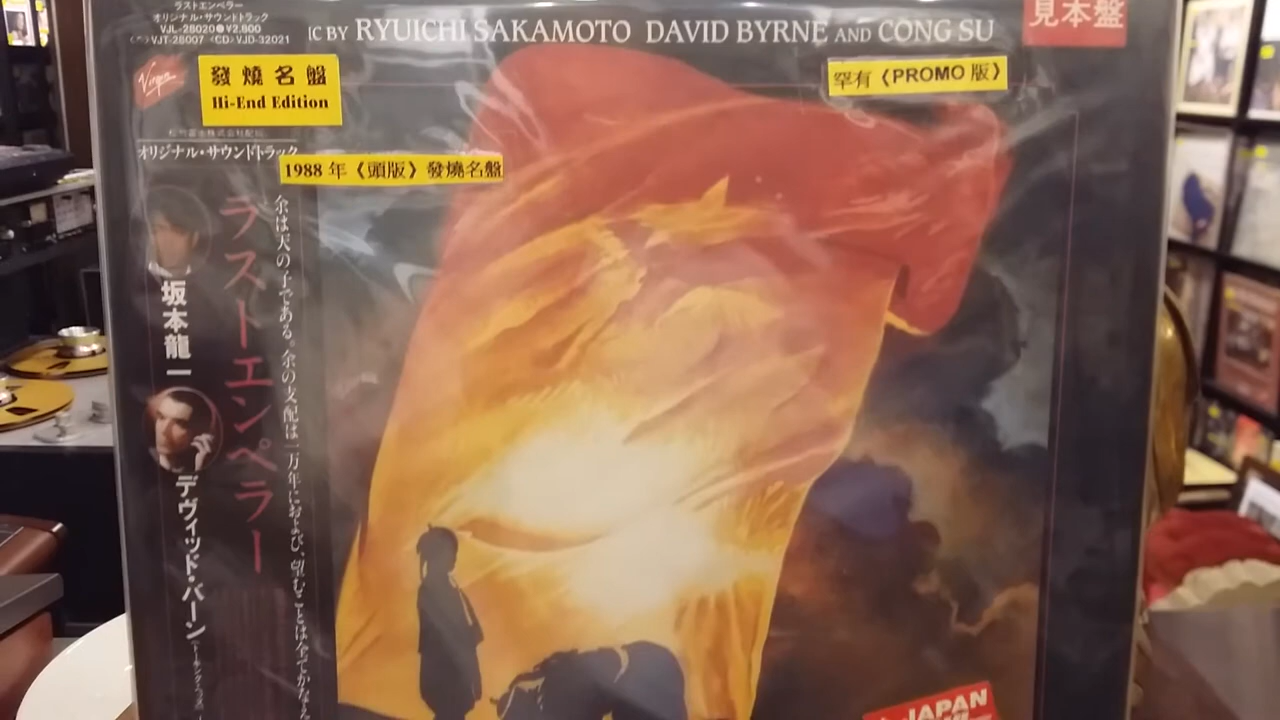 ラストエンペラー
オリジナル・サウンドトラック
VJL-28020●¥2,800
VJT-28007 <CD>VJD-32021
IC BY RYUICHI SAKAMOTO DAVID BYRNE AND CONG SU
見本盤
Virgin
發燒名盤
Hi-End Edition
罕有《PROMO 版》
オリジナル・サウンドトラック
1988 年《頭版》發燒名盤
ラストエンペラー
余は天の子である。余の支配は一万年におよび、望むことは全てかなう
坂本龍一
デヴィッド・バーン
JAPAN